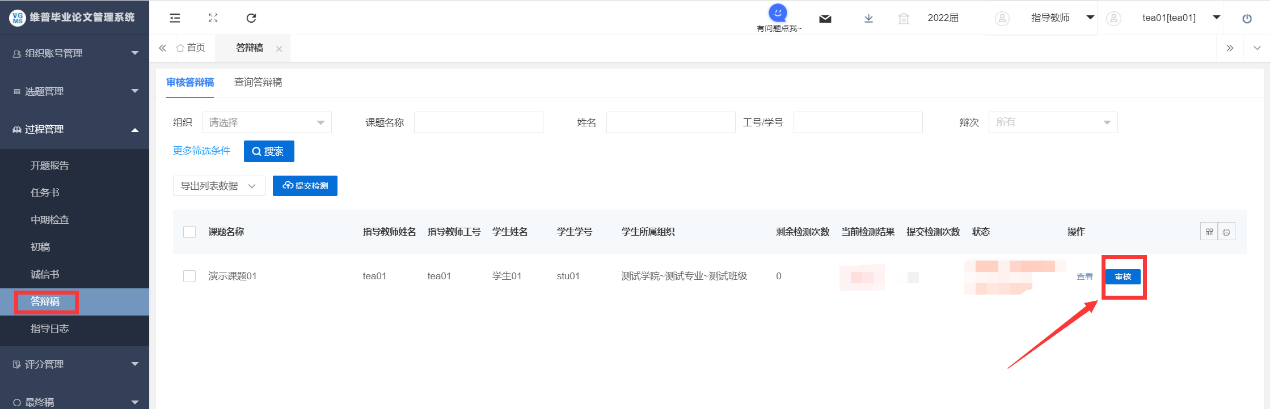 VG MS 维普毕业论文管理系统
有问题点我~
2022届
指导教师
tea01[tea01]
组织账号管理
选题管理
过程管理
开题报告
任务书
中期检查
初稿
诚信书
答辩稿
指导日志
评分管理
最终稿
首页
答辩稿
审核答辩稿 查询答辩稿
组织 请选择 课题名称 姓名 工号/学号 辩次 所有
更多筛选条件 搜索
导出列表数据 提交检测
课题名称 指导教师姓名 指导教师工号 学生姓名 学生学号 学生所属组织 剩余检测次数 当前检测结果 提交检测次数 状态 操作
演示课题01 tea01 tea01 学生01 stu01 测试学院~测试专业~测试班级 0 查看 审核